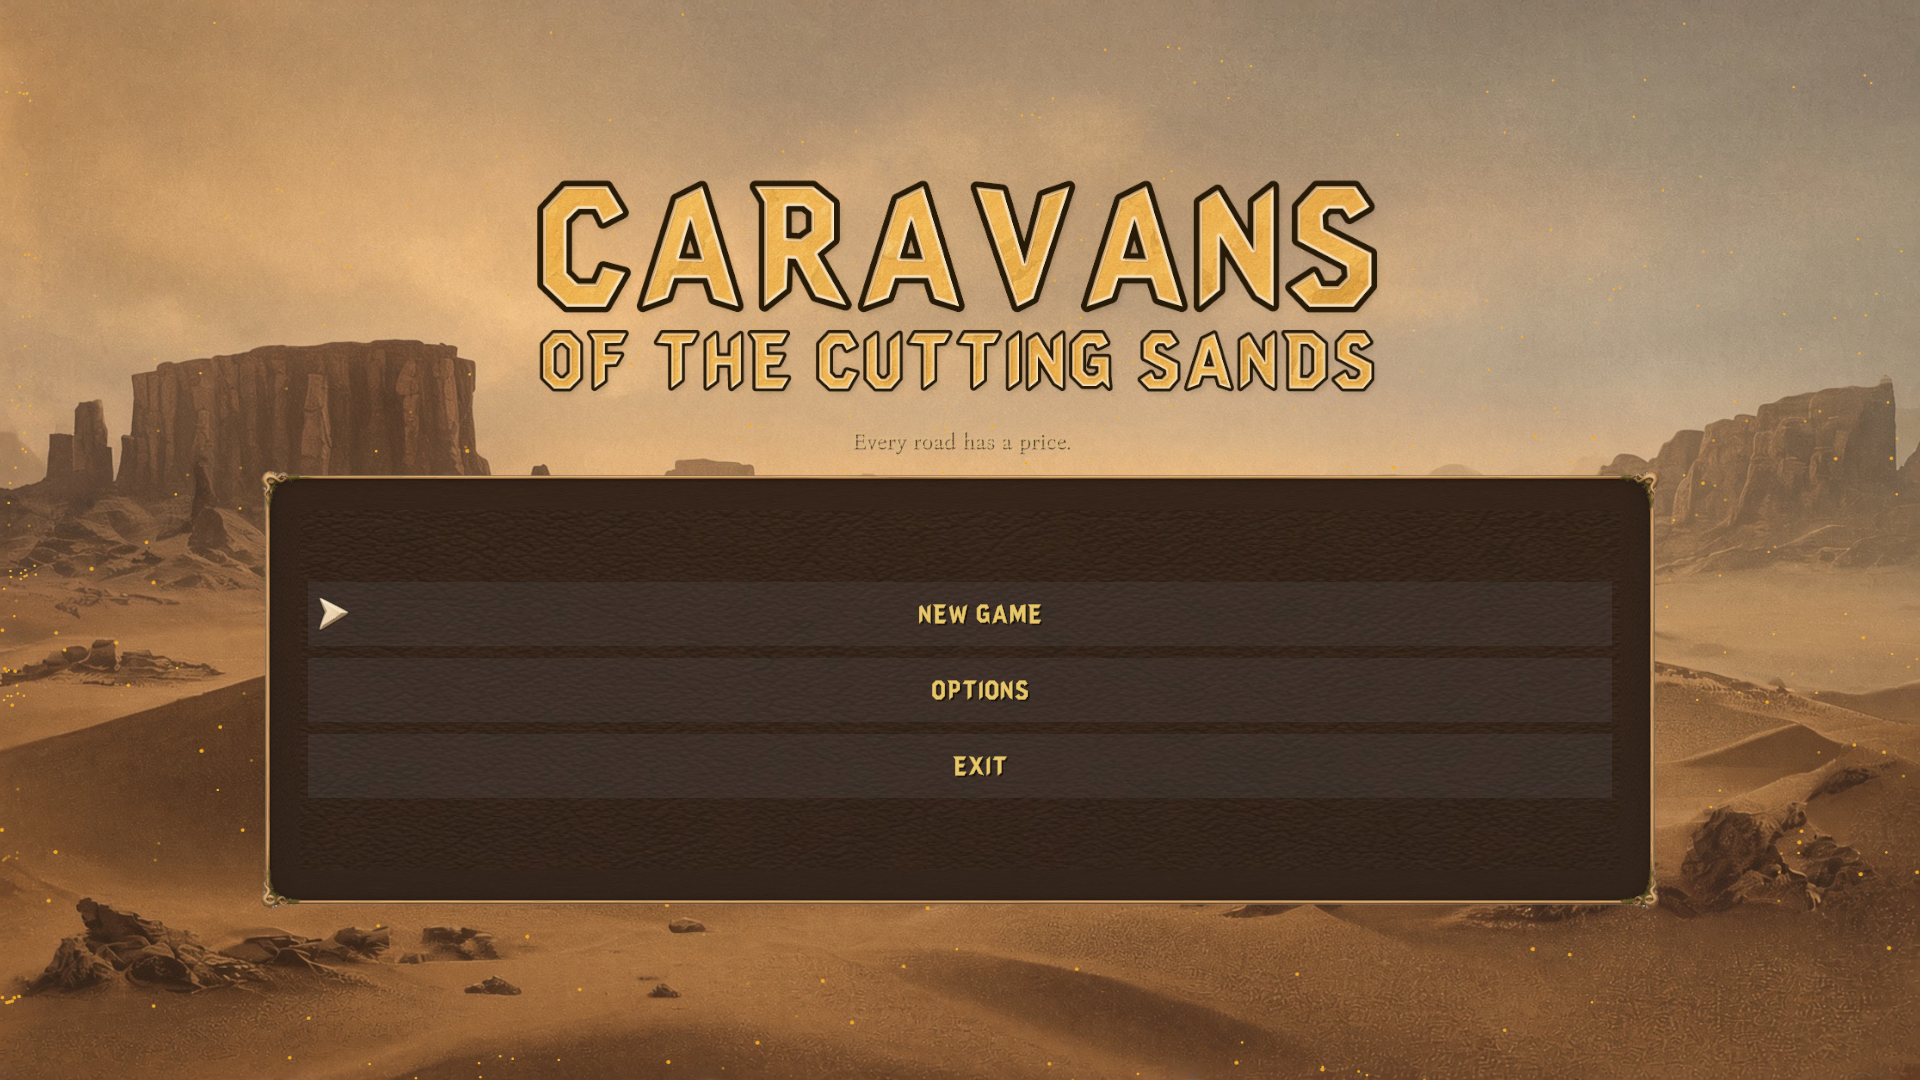 CARAVANS
OF THE CUTTING SANDS
Every road has a price.
NEW GAME
OPTIONS
EXIT